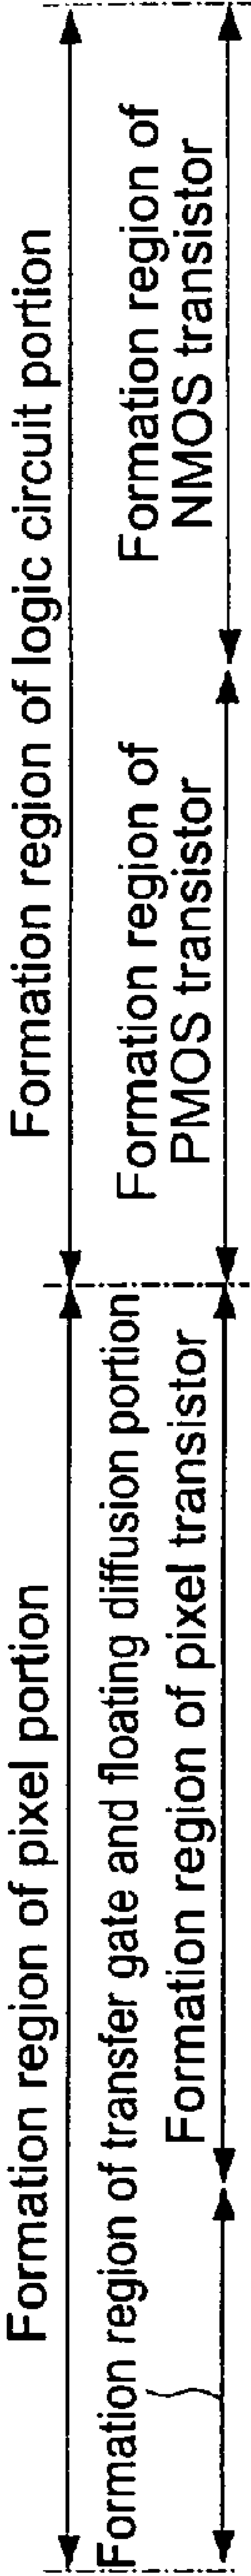 Formation region of pixel portion
Formation region of logic circuit portion
Formation region of transfer gate and floating diffusion portion
Formation region of pixel transistor
Formation region of
PMOS transistor
Formation region of
NMOS transistor